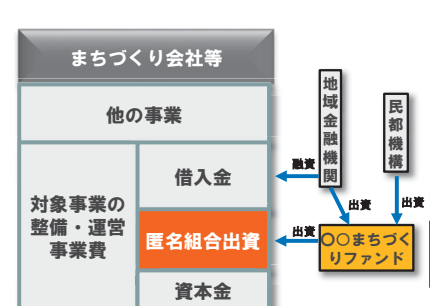 まちづくり会社等
他の事業
対象事業の
整備・運営
事業費
借入金
匿名組合出資
資本金
融資
出資
地域金融機関
民都機構
出資
出資
〇〇まちづく
りファンド